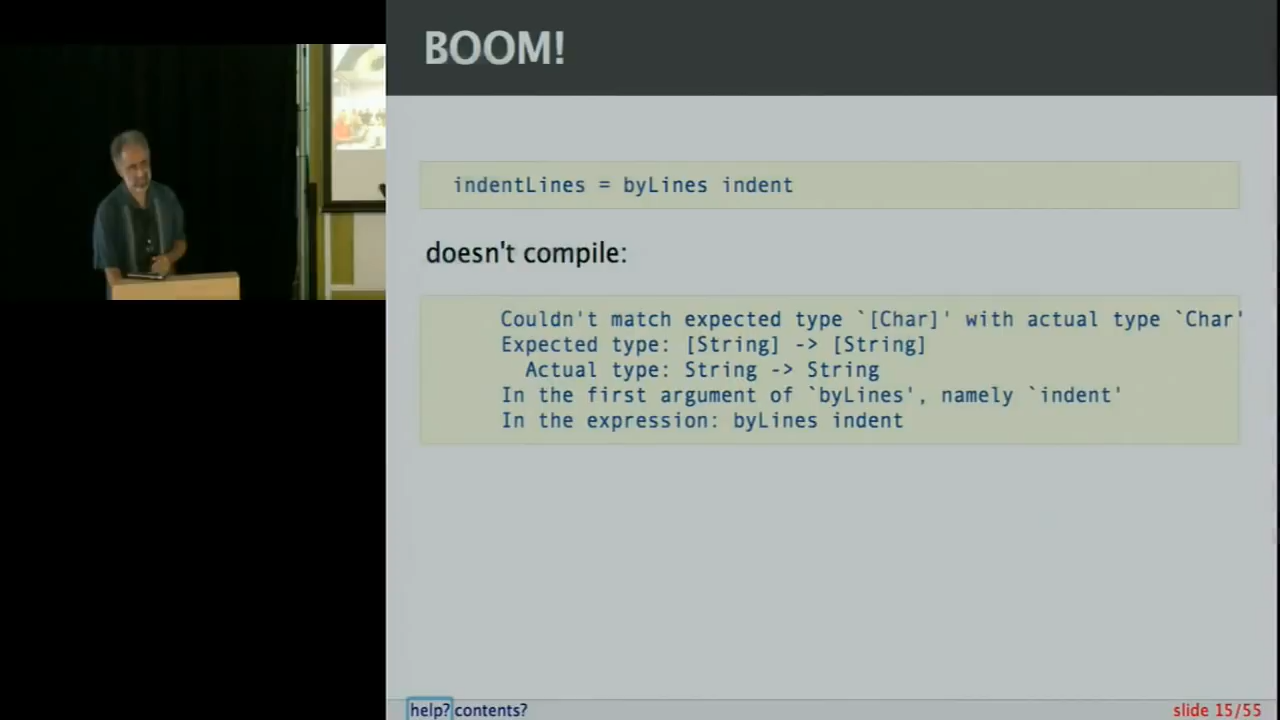 BOOM!
indentLines = byLines indent
doesn't compile:
Couldn't match expected type `[Char]' with actual type `Char'
Expected type: [String] -> [String]
Actual type: String -> String
In the first argument of `byLines', namely `indent'
In the expression: byLines indent
help? contents?
slide 15/55